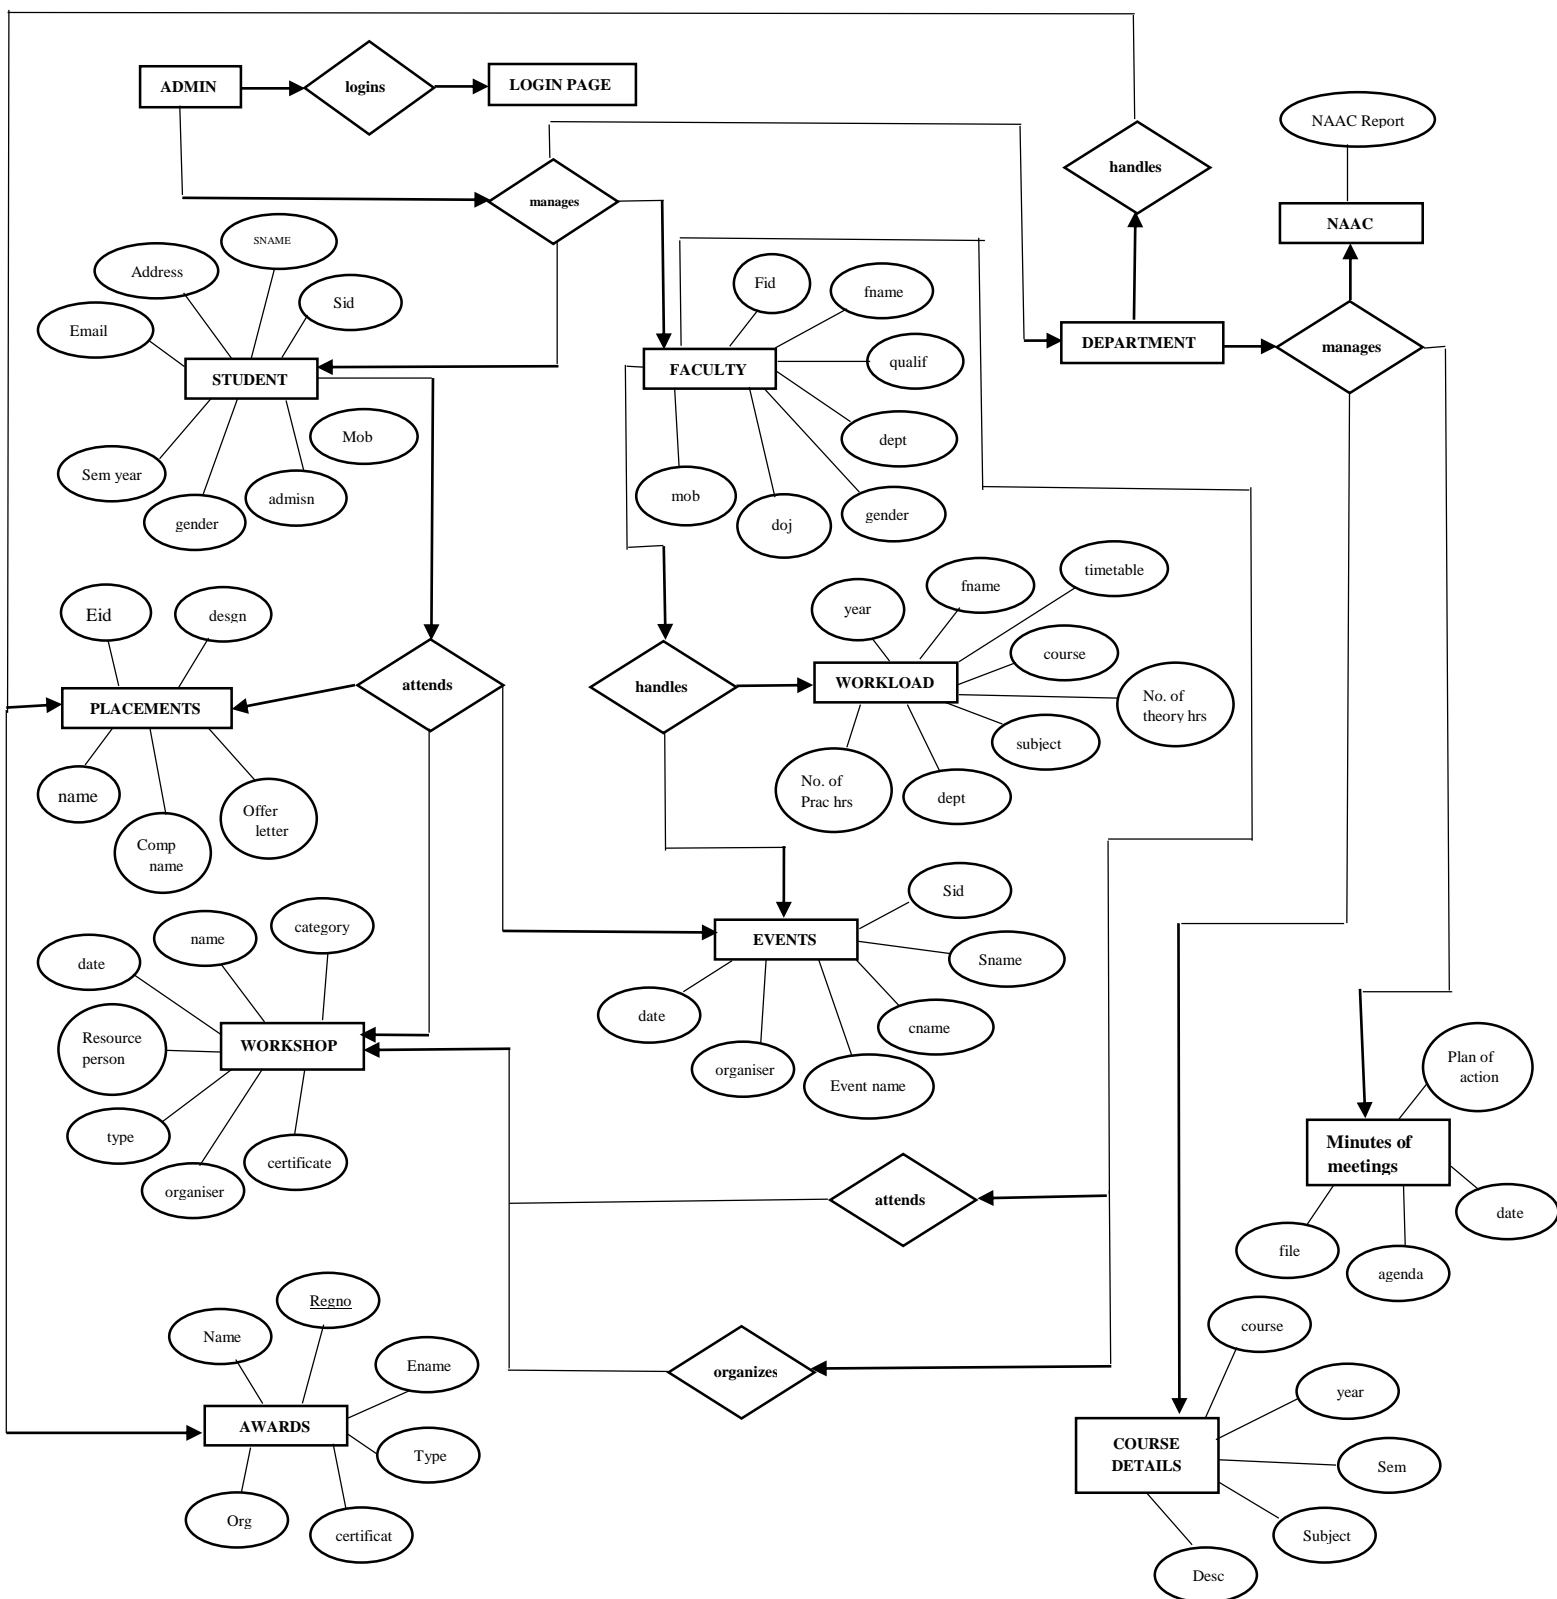 ADMIN
logins
LOGIN PAGE
NAAC Report
handles
manages
NAAC
SNAME
Address
Sid
Email
STUDENT
Mob
Sem year
admisn
gender
Fid
fname
qualif
FACULTY
dept
mob
doj
gender
DEPARTMENT
manages
Eid
desgn
PLACEMENTS
name
Offer
letter
Comp
name
attends
handles
year
fname
timetable
course
WORKLOAD
No. of
theory hrs
subject
No. of
Prac hrs
dept
name
category
date
Resource
person
WORKSHOP
type
organiser
certificate
Sid
EVENTS
Sname
date
cname
organiser
Event name
Plan of
action
Minutes of
meetings
date
file
agenda
attends
organizes
Regno
Name
Ename
AWARDS
Type
Org
certificat
course
year
COURSE
DETAILS
Sem
Subject
Desc